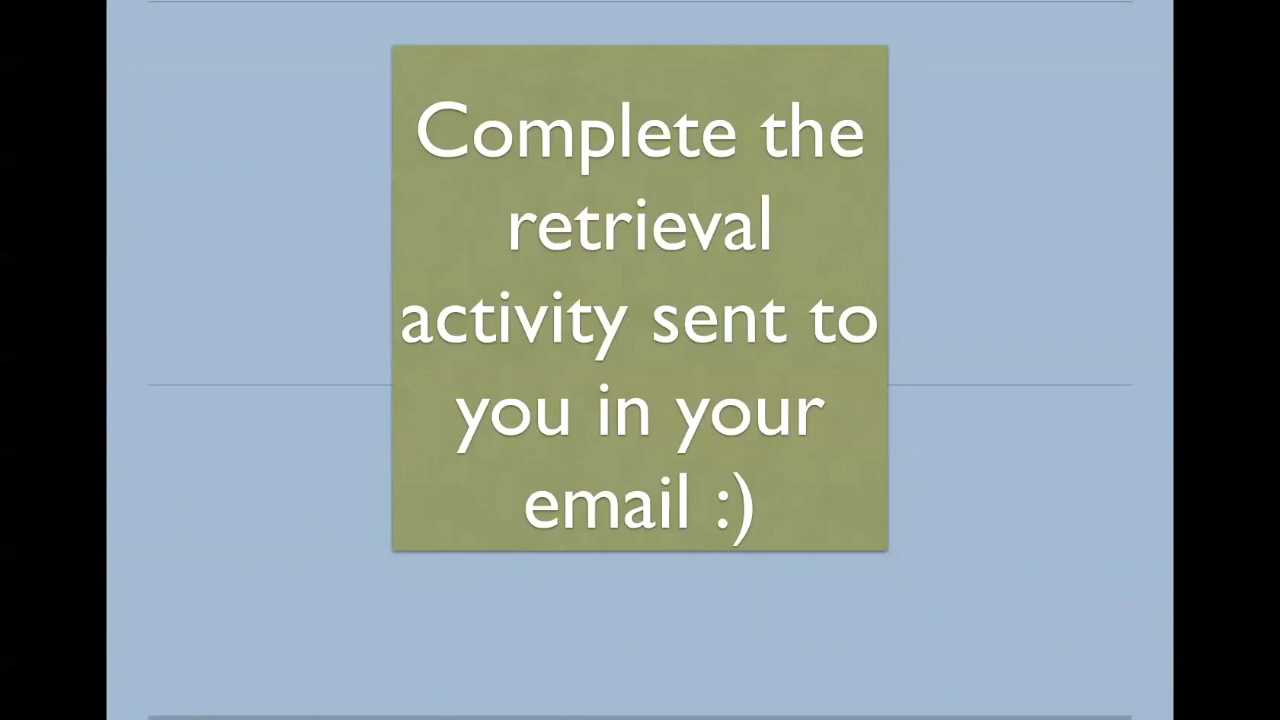 Complete the
retrieval
activity sent to
you in your
email :)